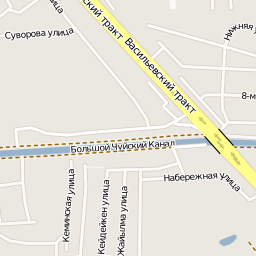 Суворова улица
ский тракт
Васильевский тракт
Нижняя у
8-м
Большой Чуйский Канал
Набережная улица
Кеминская улица
Кейдейкен улица
Жайылма улица